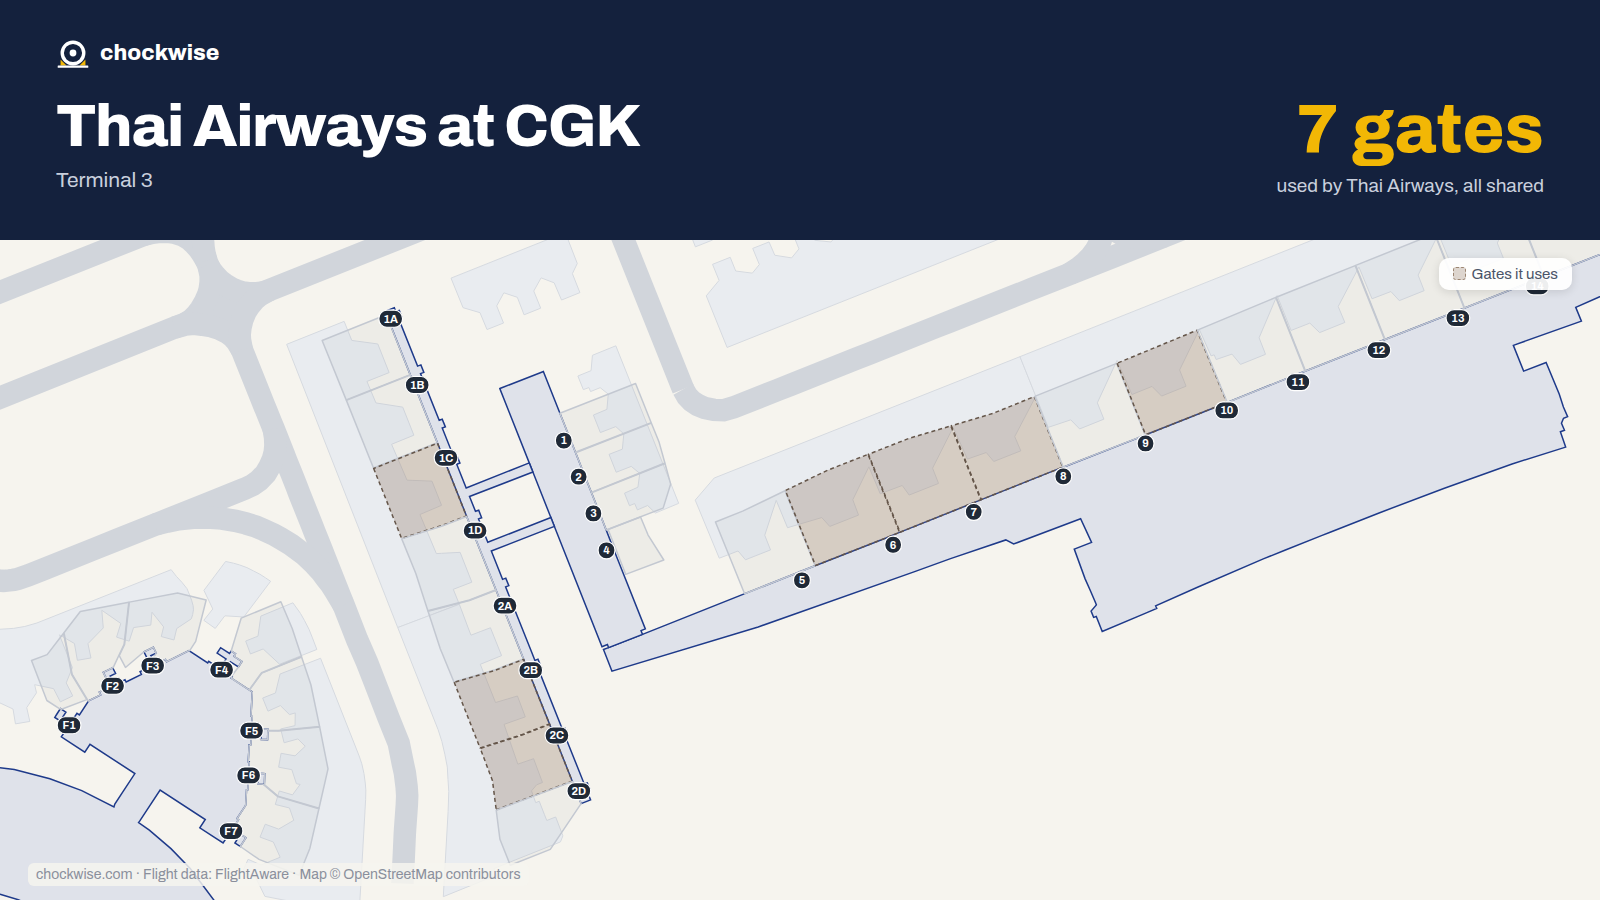 chockwise
Thai Airways at CGK
Terminal 3
7 gates
used by Thai Airways, all shared
Gates it uses
1A
1B
1C
1D
2A
2B
2C
2D
1
2
3
4
5
6
7
8
9
10
11
12
13
F1
F2
F3
F4
F5
F6
F7
chockwise.com · Flight data: FlightAware · Map © OpenStreetMap contributors